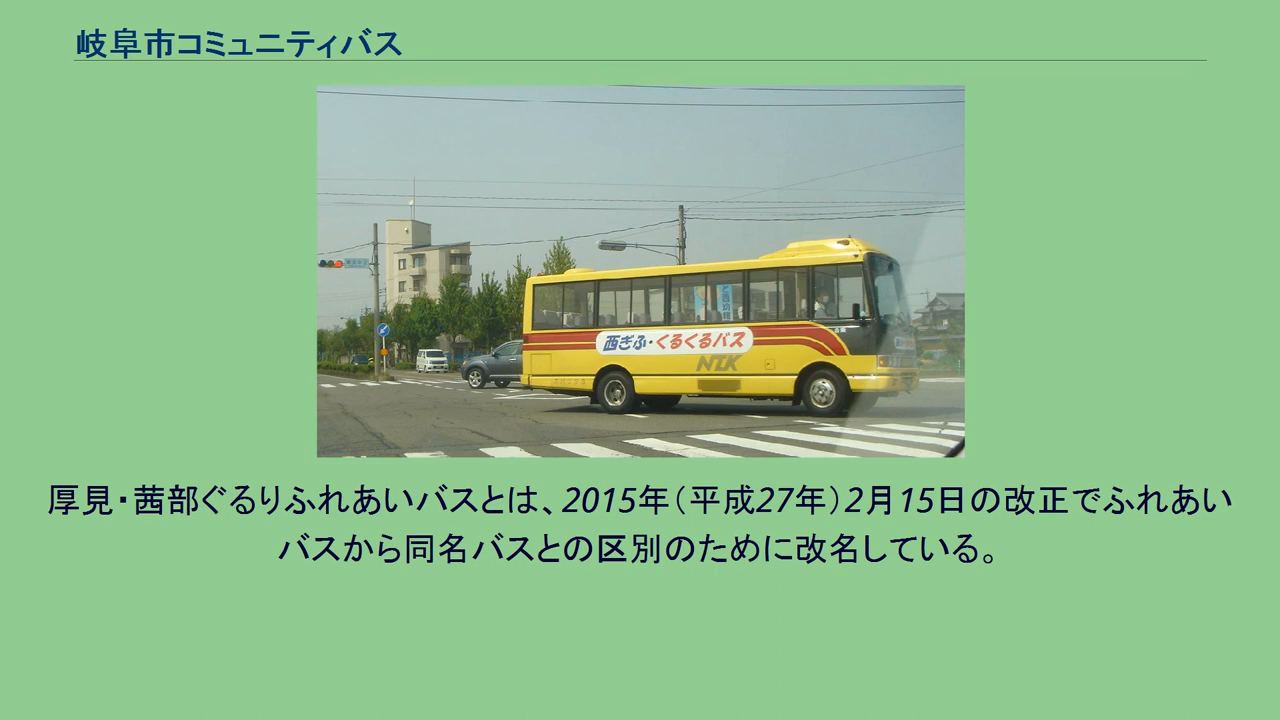 岐阜市コミュニティバス
西ぎふ・くるくるバス
NTK
厚見・茜部ぐるりふれあいバスとは、2015年（平成27年）2月15日の改正でふれあい
バスから同名バスとの区別のために改名している。